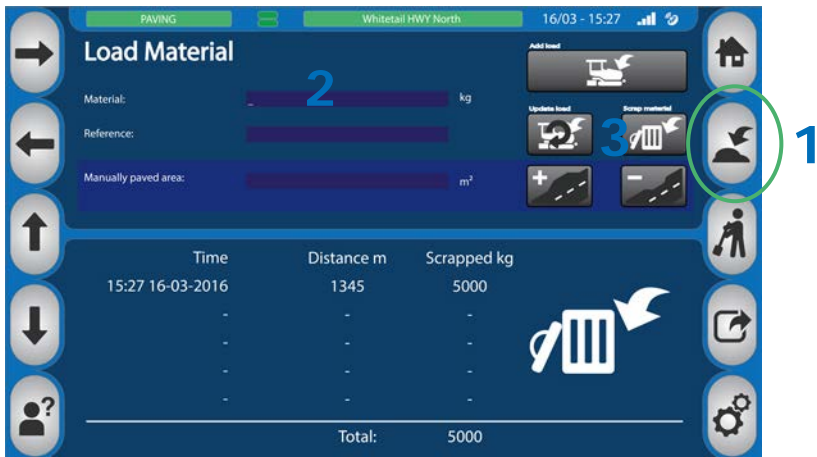 PAVING Whitetail HWY North 16/03 - 15:27
Load Material
Add load
Material: _ 2 kg
Update load Scrap material
Reference: 3
1
Manually paved area: m²
+ -
Time Distance m Scrapped kg
15:27 16-03-2016 1345 5000
- - -
- - -
- - -
- - -
?
Total: 5000